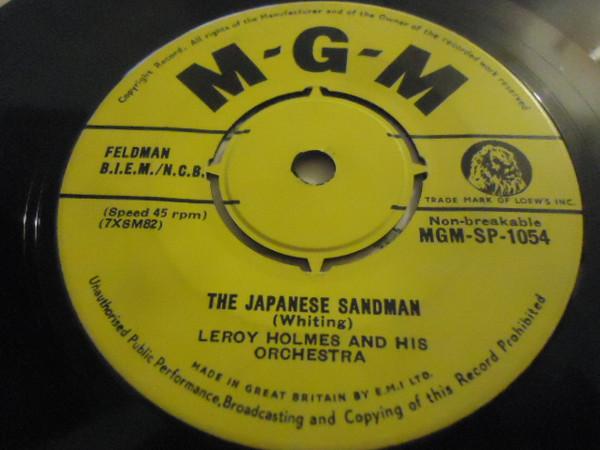 Copyright Record. All rights of the Manufacturer and of the Owner of the recorded work reserved
M-G-M
FELDMAN
B.I.E.M./N.C.B.
TRADE MARK OF LOEW'S INC.
(Speed 45 rpm)
(7XSM82)
Non-breakable
MGM-SP-1054
THE JAPANESE SANDMAN
(Whiting)
LEROY HOLMES AND HIS
ORCHESTRA
MADE IN GREAT BRITAIN BY E.M.I LTD.
Unauthorised Public Performance, Broadcasting and Copying of this Record Prohibited